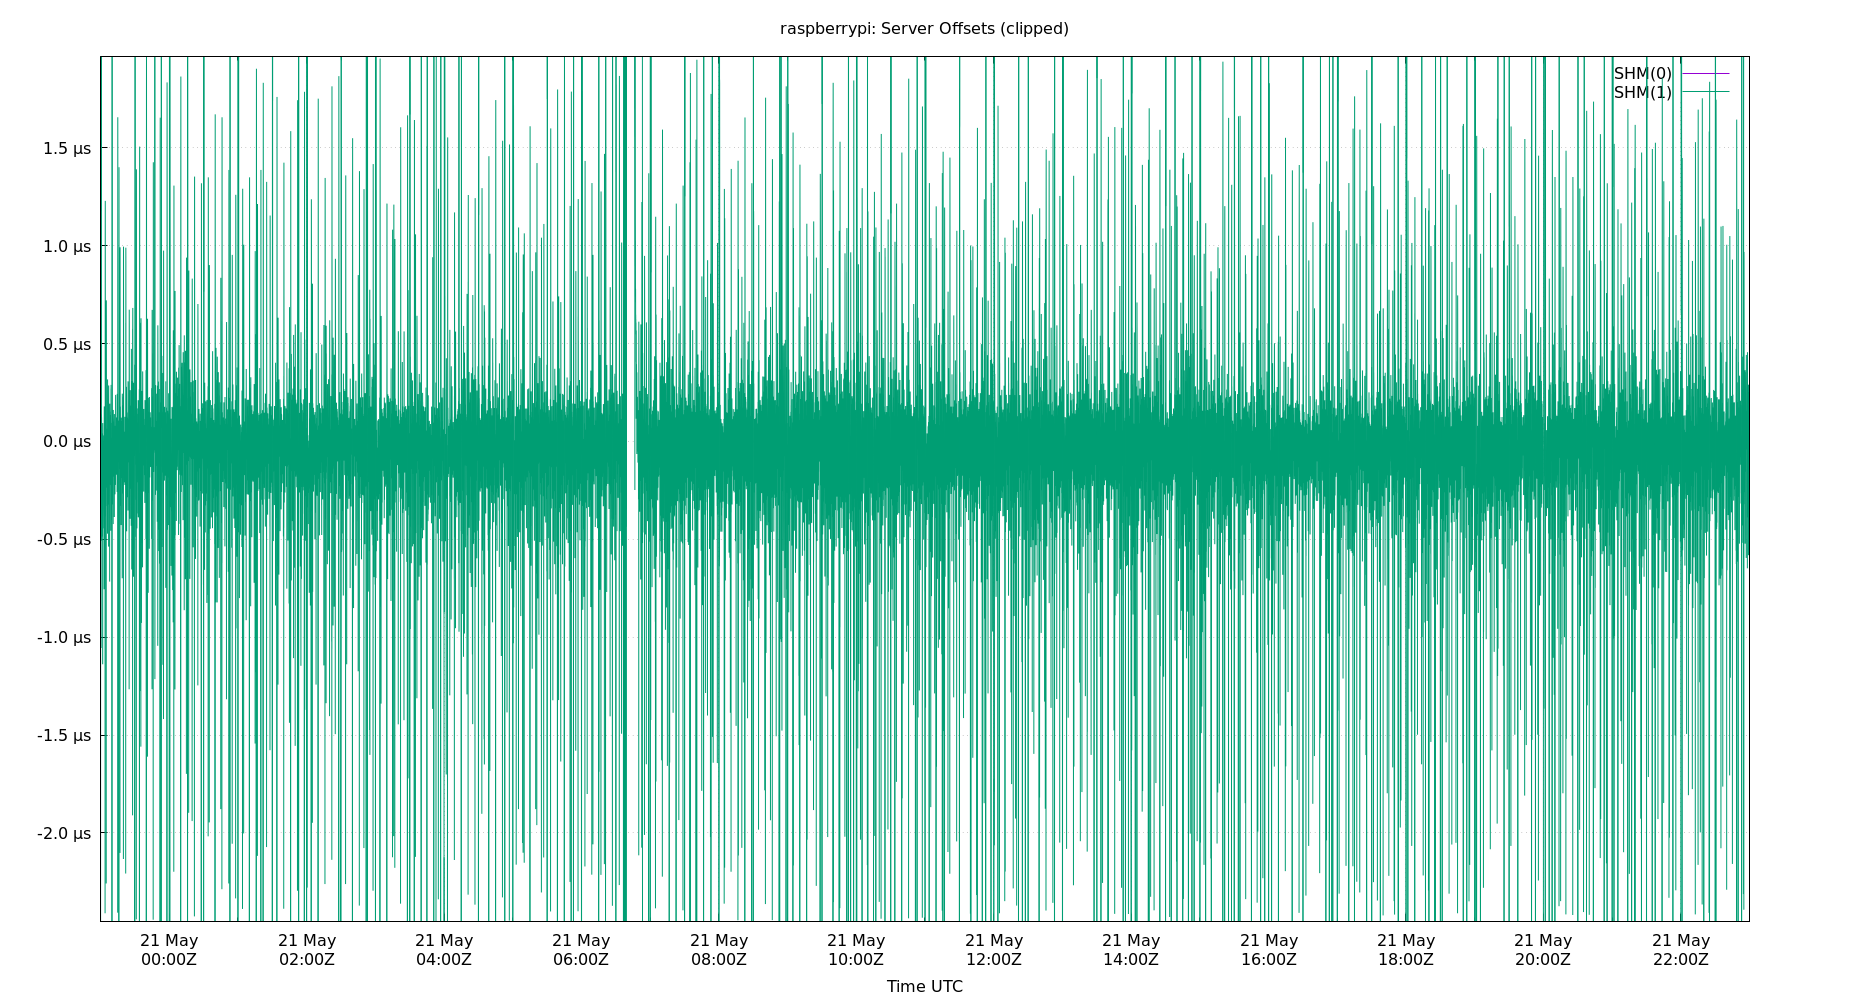 raspberrypi: Server Offsets (clipped)
SHM(0)
SHM(1)
1.5 µs
1.0 µs
0.5 µs
0.0 µs
-0.5 µs
-1.0 µs
-1.5 µs
-2.0 µs
21 May 21 May 21 May 21 May 21 May 21 May 21 May 21 May 21 May 21 May 21 May 21 May
00:00Z 02:00Z 04:00Z 06:00Z 08:00Z 10:00Z 12:00Z 14:00Z 16:00Z 18:00Z 20:00Z 22:00Z
Time UTC